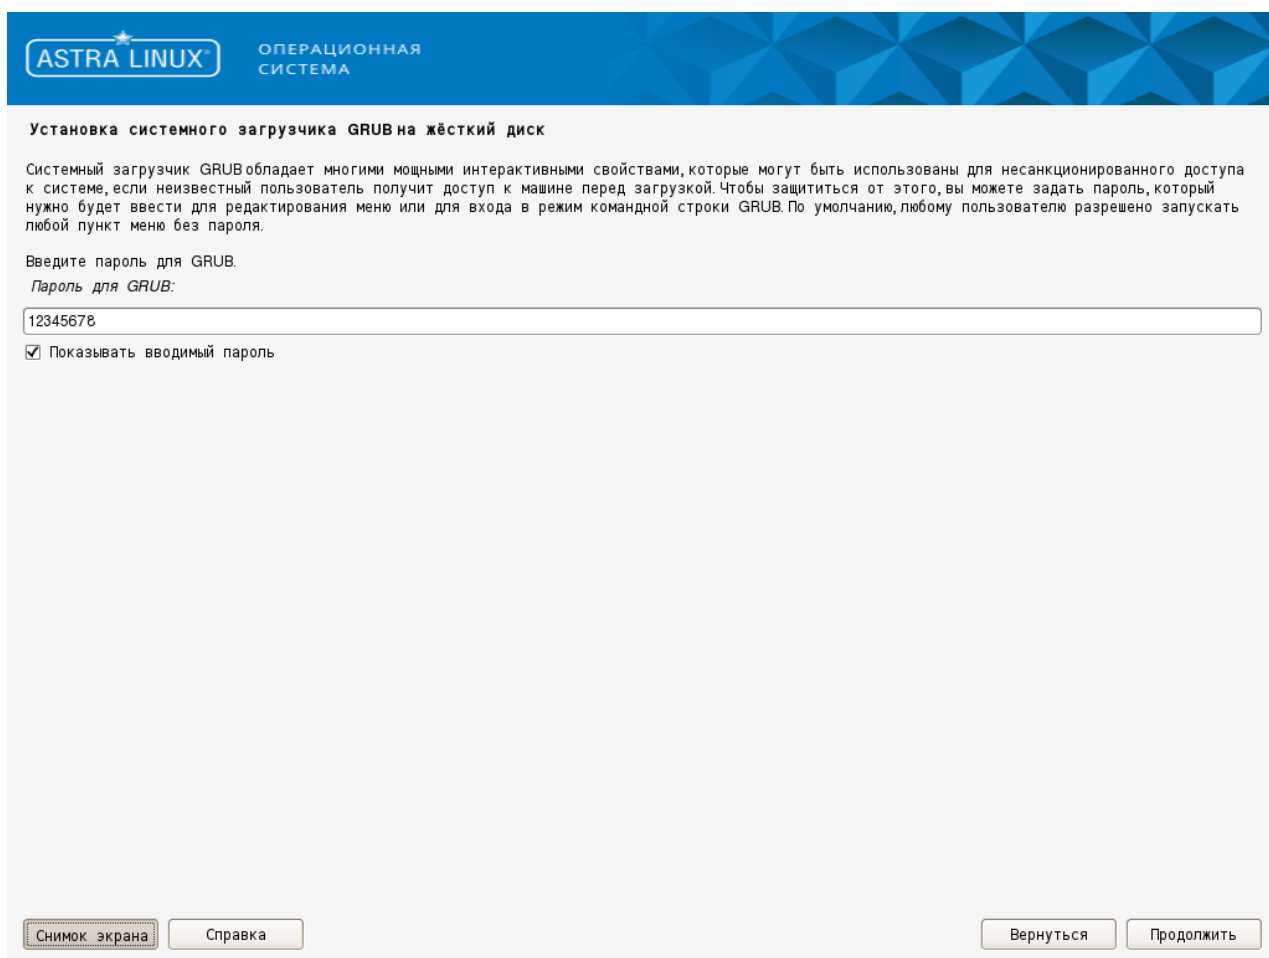 ASTRA LINUX®
ОПЕРАЦИОННАЯ
СИСТЕМА
Установка системного загрузчика GRUB на жёсткий диск
Системный загрузчик GRUB обладает многими мощными интерактивными свойствами, которые могут быть использованы для несанкционированного доступа
к системе, если неизвестный пользователь получит доступ к машине перед загрузкой. Чтобы защититься от этого, вы можете задать пароль, который
нужно будет ввести для редактирования меню или для входа в режим командной строки GRUB. По умолчанию, любому пользователю разрешено запускать
любой пункт меню без пароля.
Введите пароль для GRUB.
Пароль для GRUB:
12345678
Показывать вводимый пароль
Снимок экрана
Справка
Вернуться
Продолжить